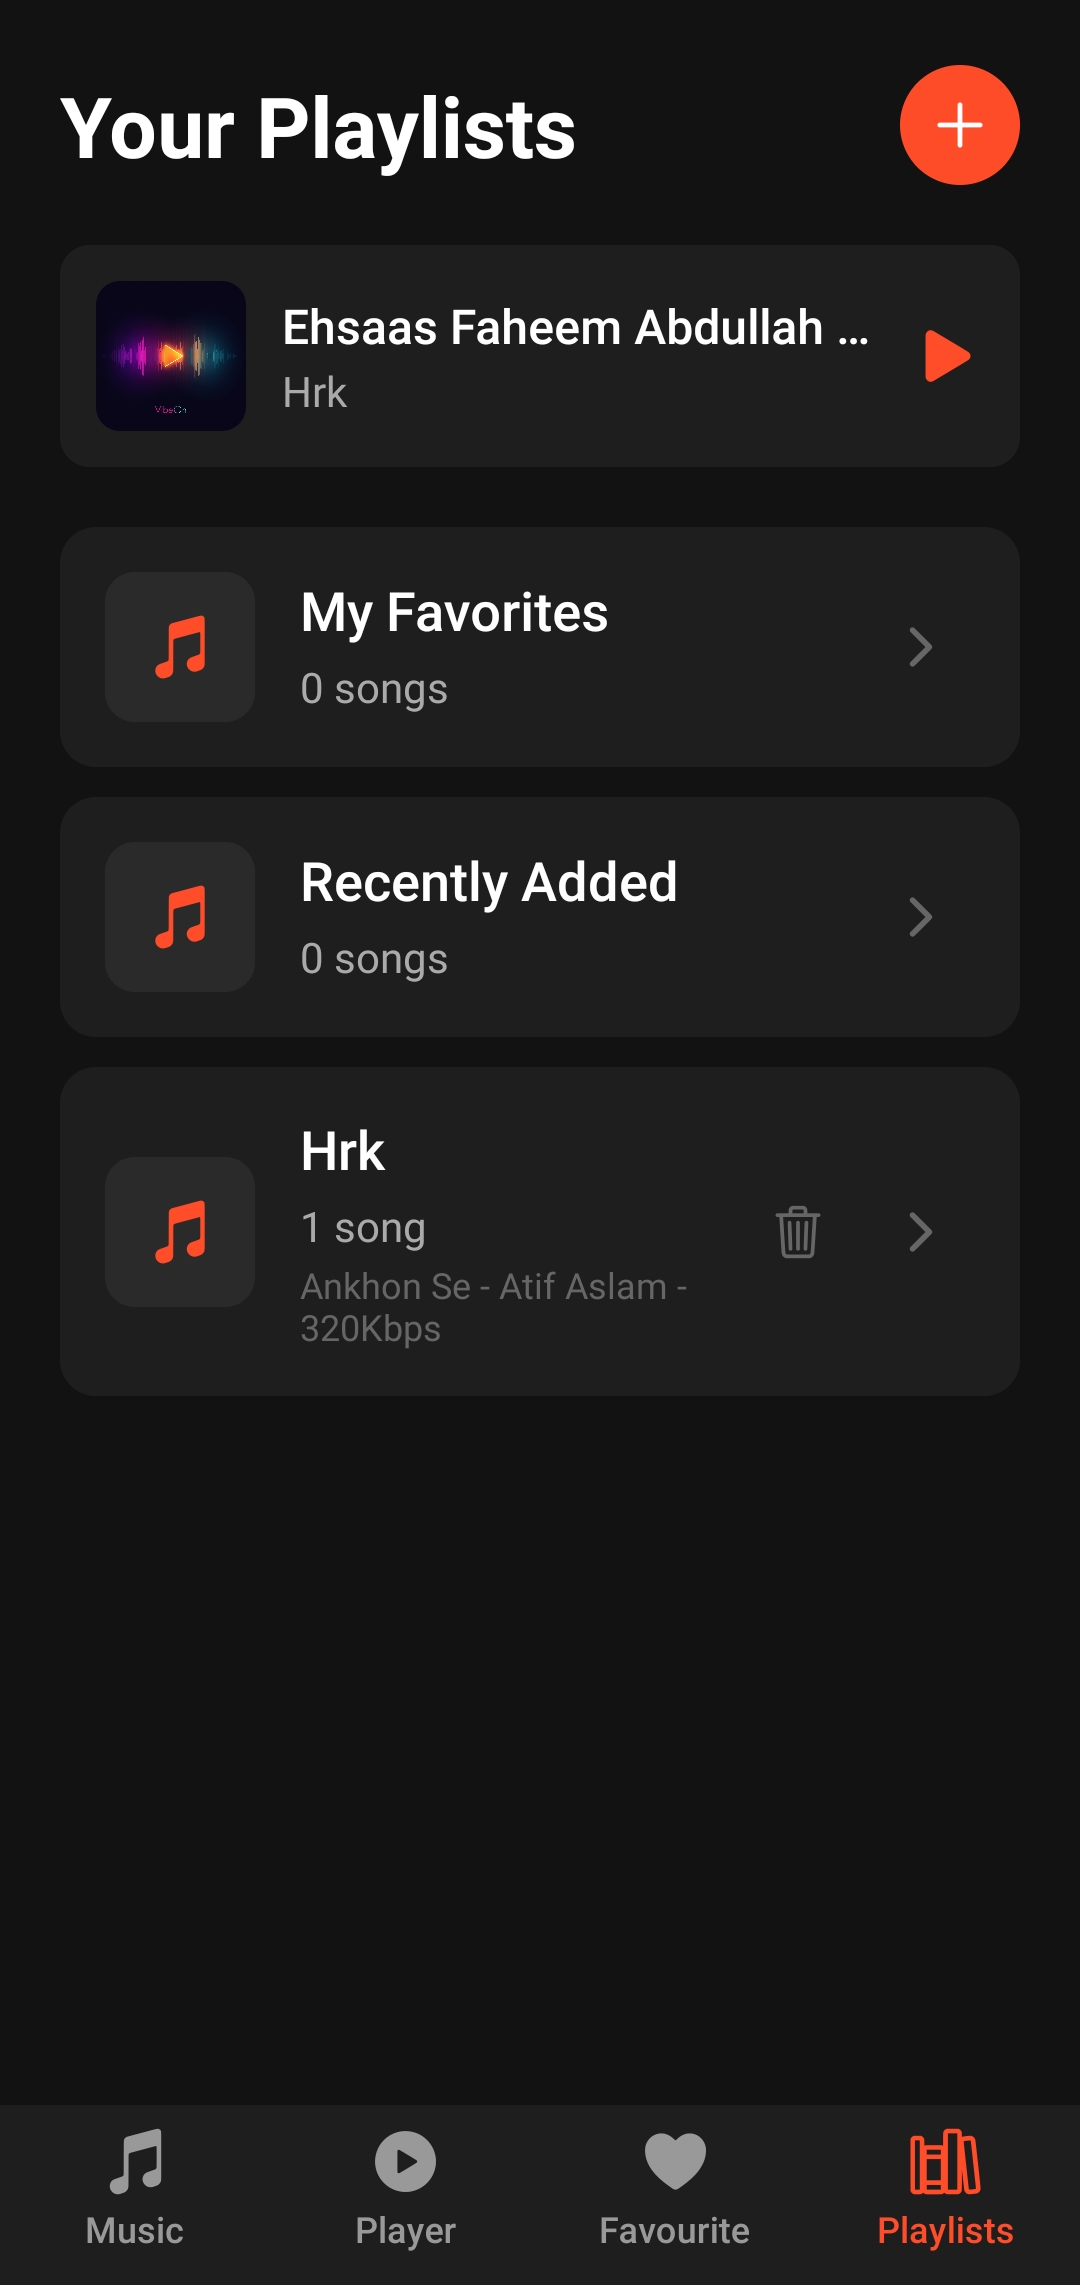 Your Playlists
Ehsaas Faheem Abdullah ...
Hrk
VibeOn
My Favorites
0 songs
Recently Added
0 songs
Hrk
1 song
Ankhon Se - Atif Aslam -
320Kbps
Music
Player
Favourite
Playlists